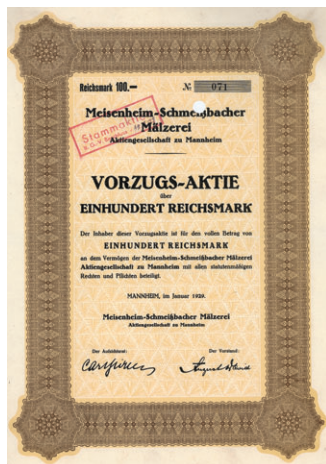 Reichsmark 100.— № 071
Meisenheim-Schmeißbacher
Mälzerei
Aktiengesellschaft zu Mannheim
Stammaktie
VORZUGS-AKTIE
über
EINHUNDERT REICHSMARK
Der Inhaber dieser Vorzugsaktie ist für den vollen Betrag von
EINHUNDERT REICHSMARK
an dem Vermögen der Meisenheim-Schmeißbacher Mälzerei
Aktiengesellschaft zu Mannheim mit allen statutenmäßigen
Rechten und Pflichten beteiligt.
MANNHEIM, im Januar 1929.
Meisenheim-Schmeißbacher Mälzerei
Aktiengesellschaft zu Mannheim
Der Aufsichtsrat: Der Vorstand: